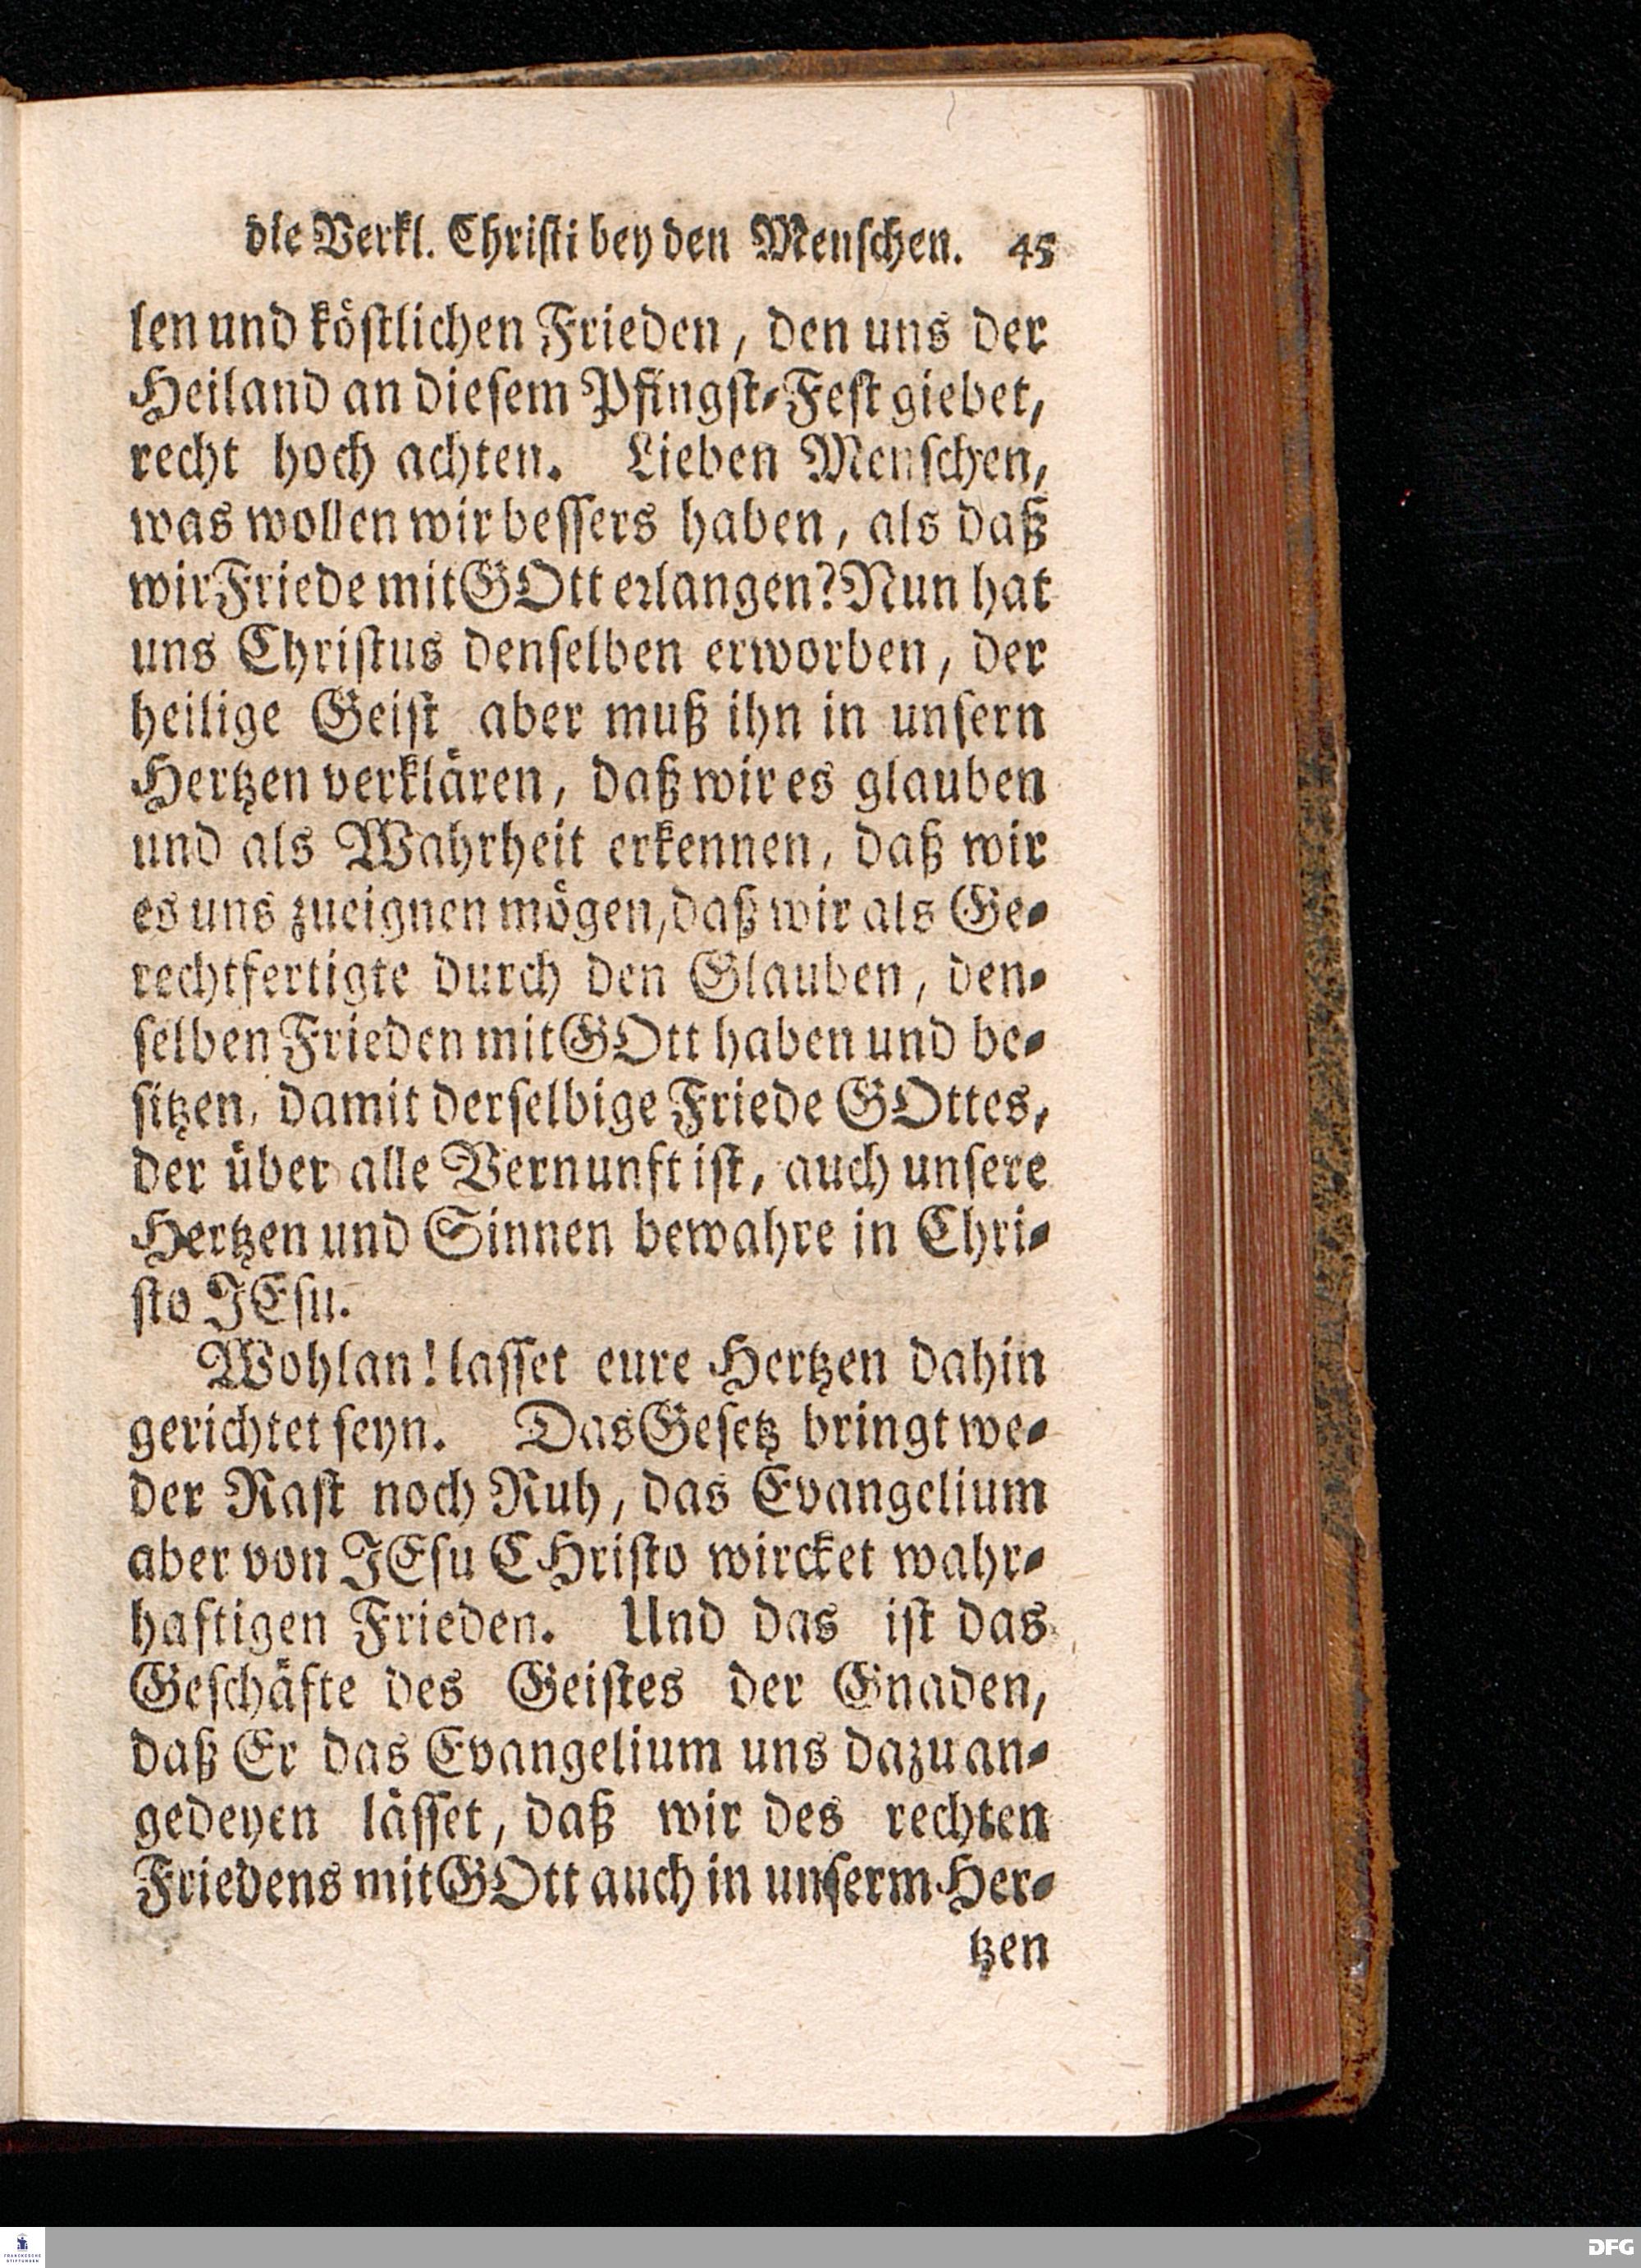 die Verkl. Christi bey den Menschen. 45
len und köstlichen Frieden, den uns der
Heiland an diesem Pfingst-Fest giebet,
recht hoch achten. Lieben Menschen,
was wollen wir bessers haben, als daß
wir Friede mit GOtt erlangen? Nun hat
uns Christus denselben erworben, der
heilige Geist aber muß ihn in unsern
Hertzen verklären, daß wir es glauben
und als Wahrheit erkennen, daß wir
es uns zueignen mögen, daß wir als Ge-
rechtfertigte durch den Glauben, den-
selben Frieden mit GOtt haben und be-
sitzen, damit derselbige Friede GOttes,
der über alle Vernunft ist, auch unsere
Hertzen und Sinnen bewahre in Chri-
sto JEsu.
Wohlan! lasset eure Hertzen dahin
gerichtet seyn. Das Gesetz bringt we-
der Rast noch Ruh, das Evangelium
aber von JEsu CHristo wircket wahr-
haftigen Frieden. Und das ist das
Geschäfte des Geistes der Gnaden,
daß Er das Evangelium uns dazu an-
gedeyen lässet, daß wir des rechten
Friedens mit GOtt auch in unserm Her-
tzen
FRANCKESCHE
STIFTUNGEN
DFG